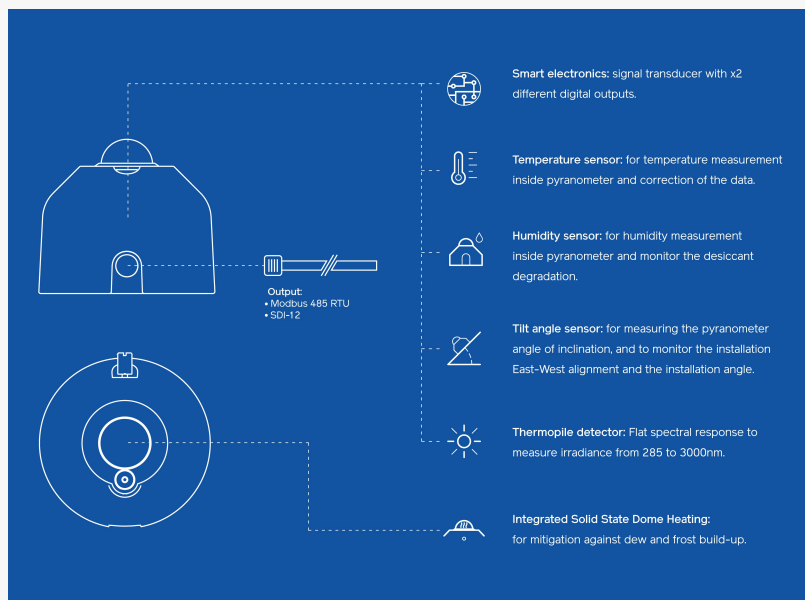 Smart electronics: signal transducer with x2
different digital outputs.
Temperature sensor: for temperature measurement
inside pyranometer and correction of the data.
Humidity sensor: for humidity measurement
inside pyranometer and monitor the desiccant
degradation.
Output:
• Modbus 485 RTU
• SDI-12
Tilt angle sensor: for measuring the pyranometer
angle of inclination, and to monitor the installation
East-West alignment and the installation angle.
Thermopile detector: Flat spectral response to
measure irradiance from 285 to 3000nm.
Integrated Solid State Dome Heating:
for mitigation against dew and frost build-up.